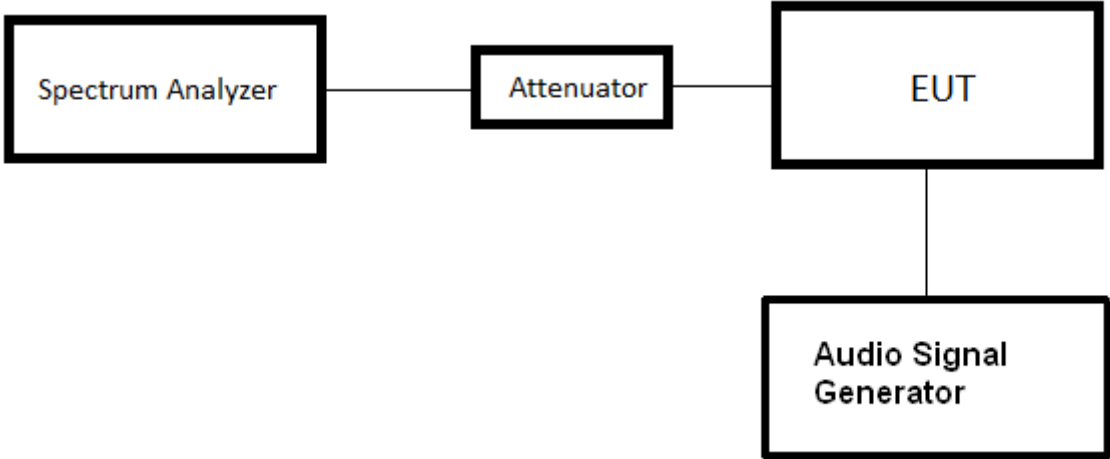 Spectrum Analyzer
Attenuator
EUT
Audio Signal
Generator